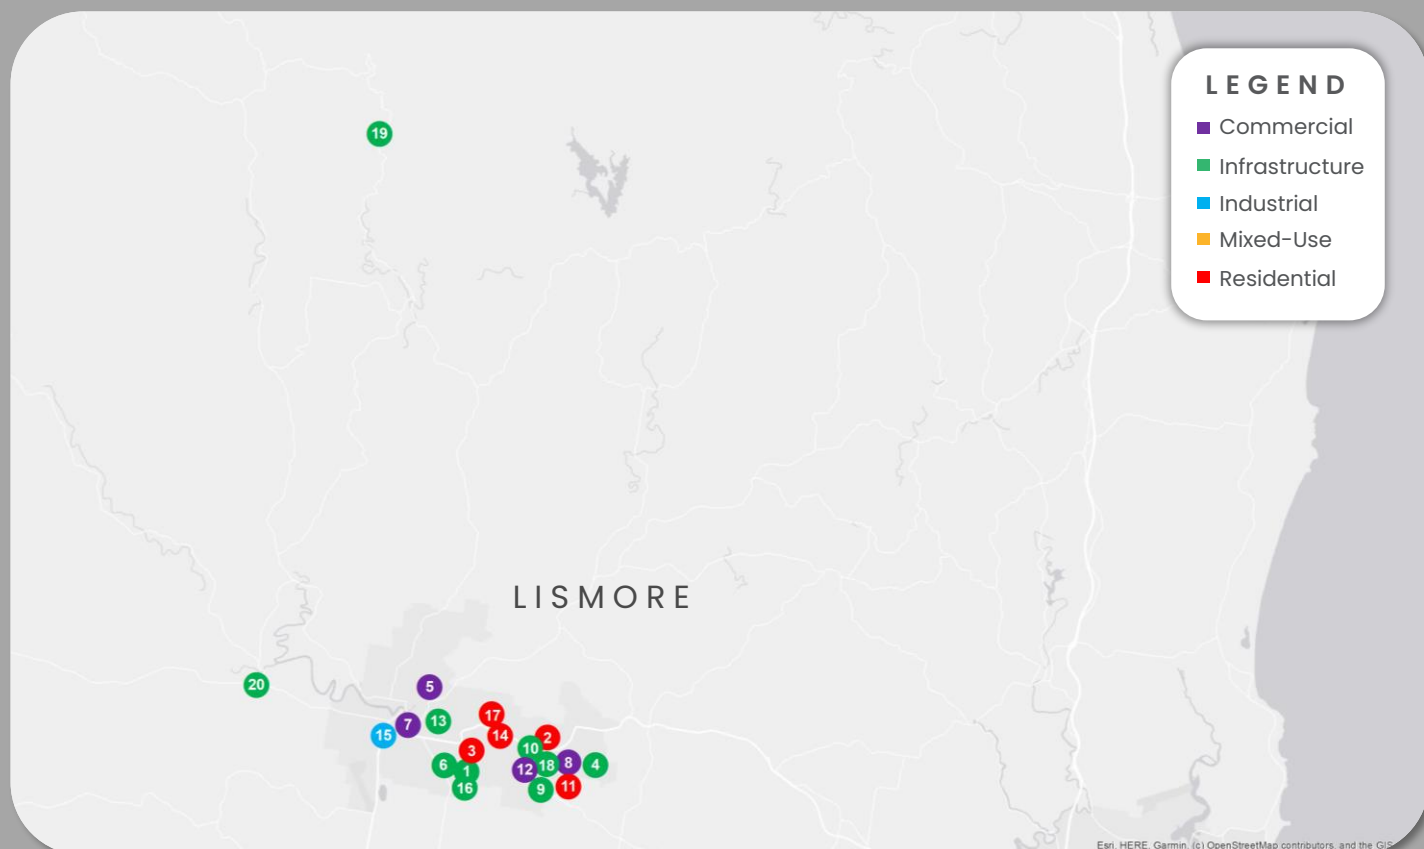 LEGEND
Commercial
Infrastructure
Industrial
Mixed-Use
Residential
19
LISMORE
20
5
7
13
17
15
14
2
3
10
6
1
12
18
8
4
16
9
11
Esri, HERE, Garmin, (c) OpenStreetMap contributors, and the GIS